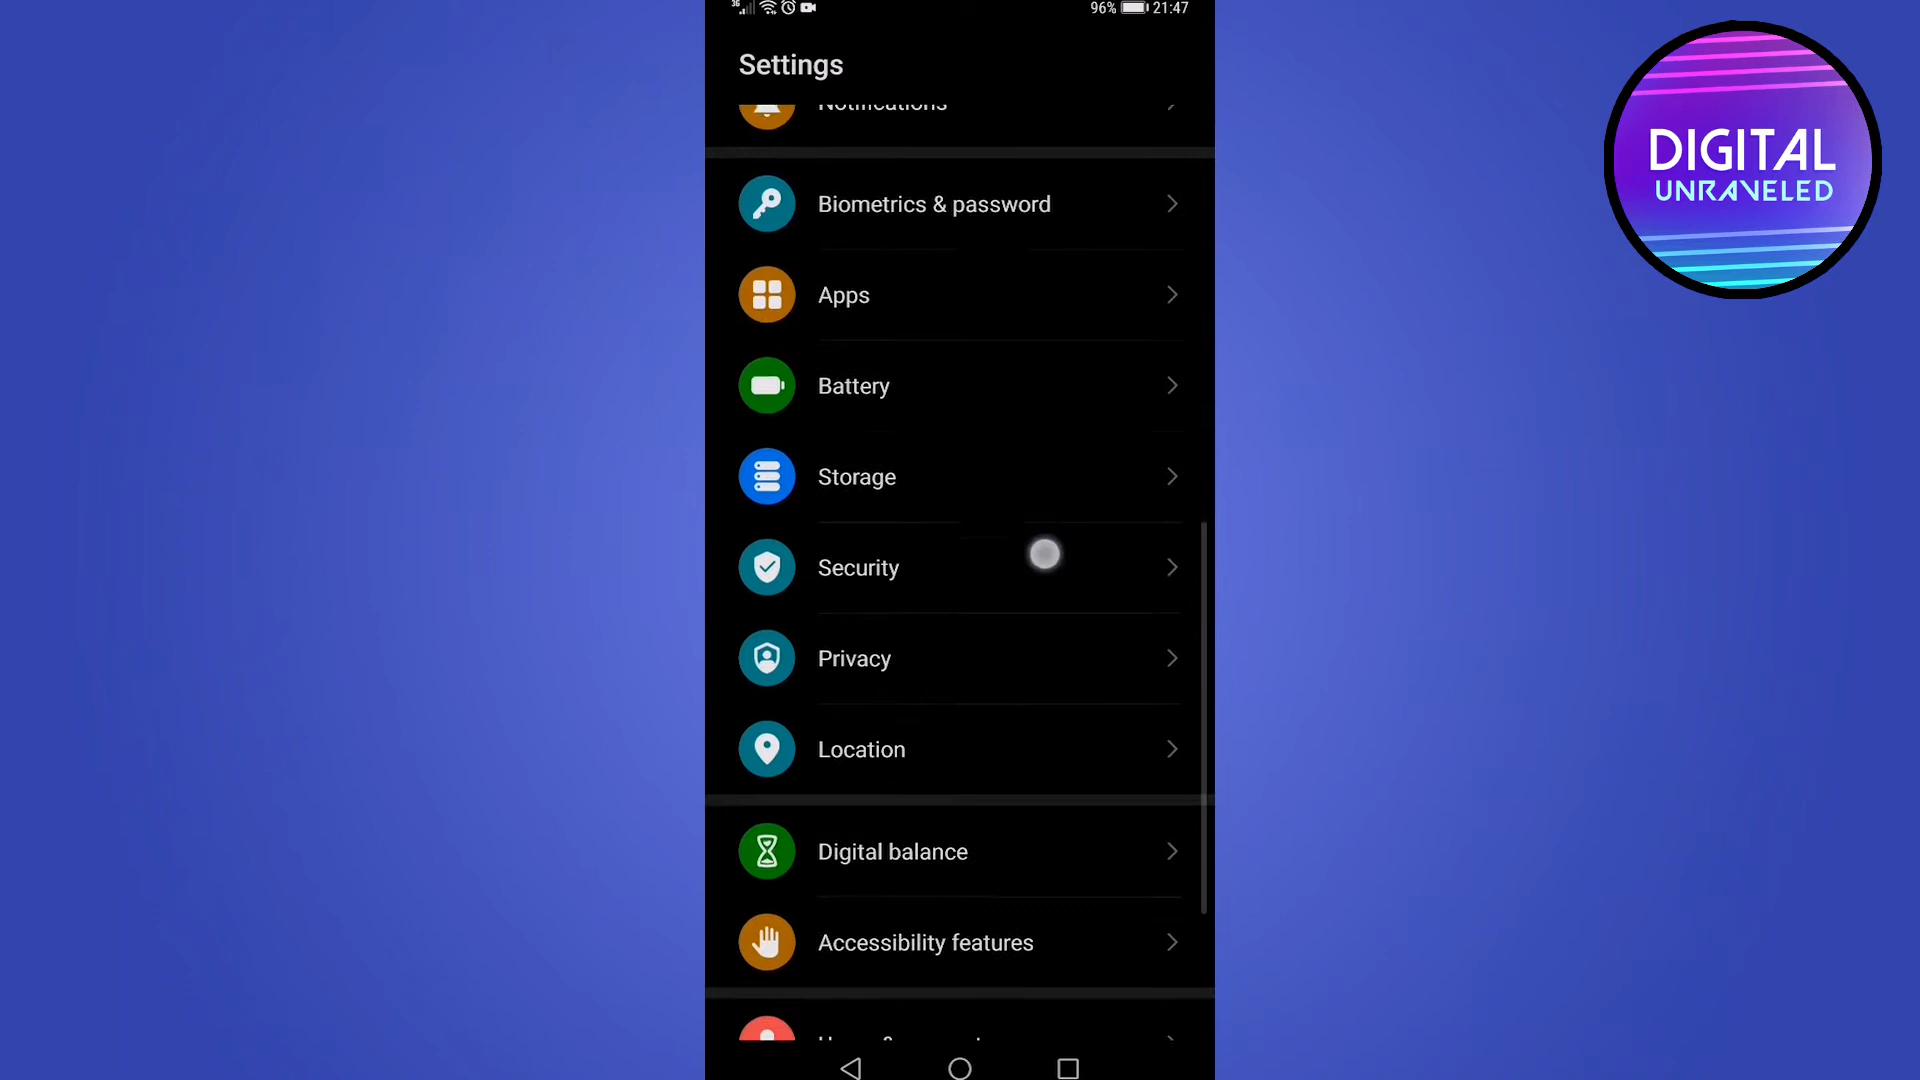 3G
96% 21:47
Settings
Notifications
Biometrics & password
Apps
Battery
Storage
Security
Privacy
Location
Digital balance
Accessibility features
DIGITAL
UNRAVELED